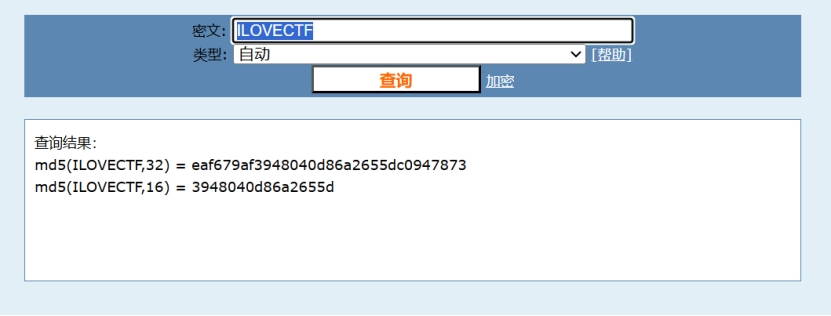 密文: ILOVECTF
类型: 自动 [帮助]
查询 加密
查询结果:
md5(ILOVECTF,32) = eaf679af3948040d86a2655dc0947873
md5(ILOVECTF,16) = 3948040d86a2655d